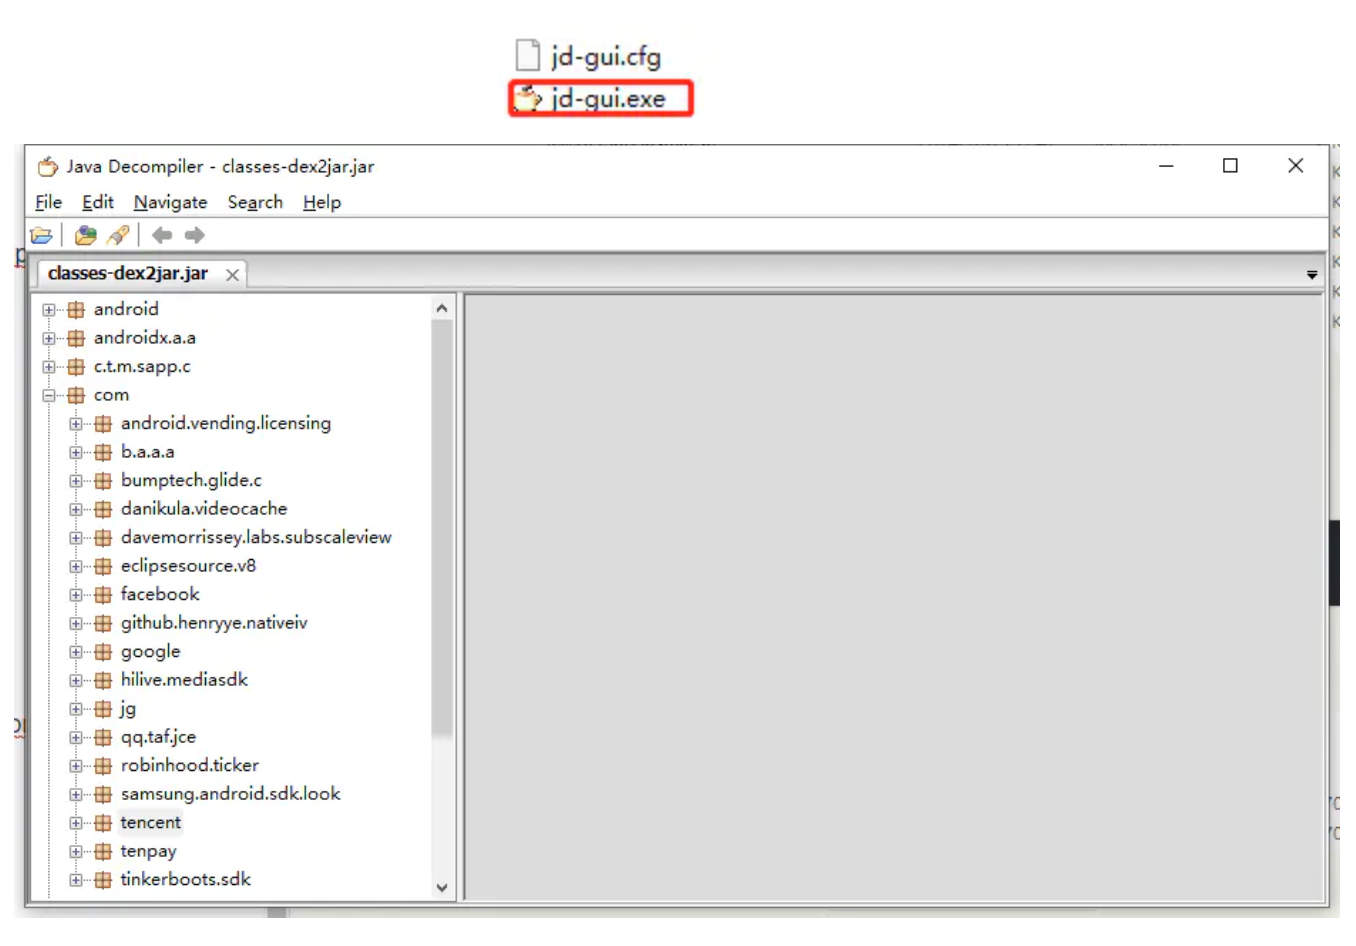 jd-gui.cfg
jd-gui.exe
Java Decompiler - classes-dex2jar.jar
File Edit Navigate Search Help
classes-dex2jar.jar
android
androidx.a.a
c.t.m.sapp.c
com
android.vending.licensing
b.a.a.a
bumptech.glide.c
danikula.videocache
davemorrissey.labs.subscaleview
eclipsesource.v8
facebook
github.henryye.nativeiv
google
hilive.mediasdk
jg
qq.taf.jce
robinhood.ticker
samsung.android.sdk.look
tencent
tenpay
tinkerboots.sdk